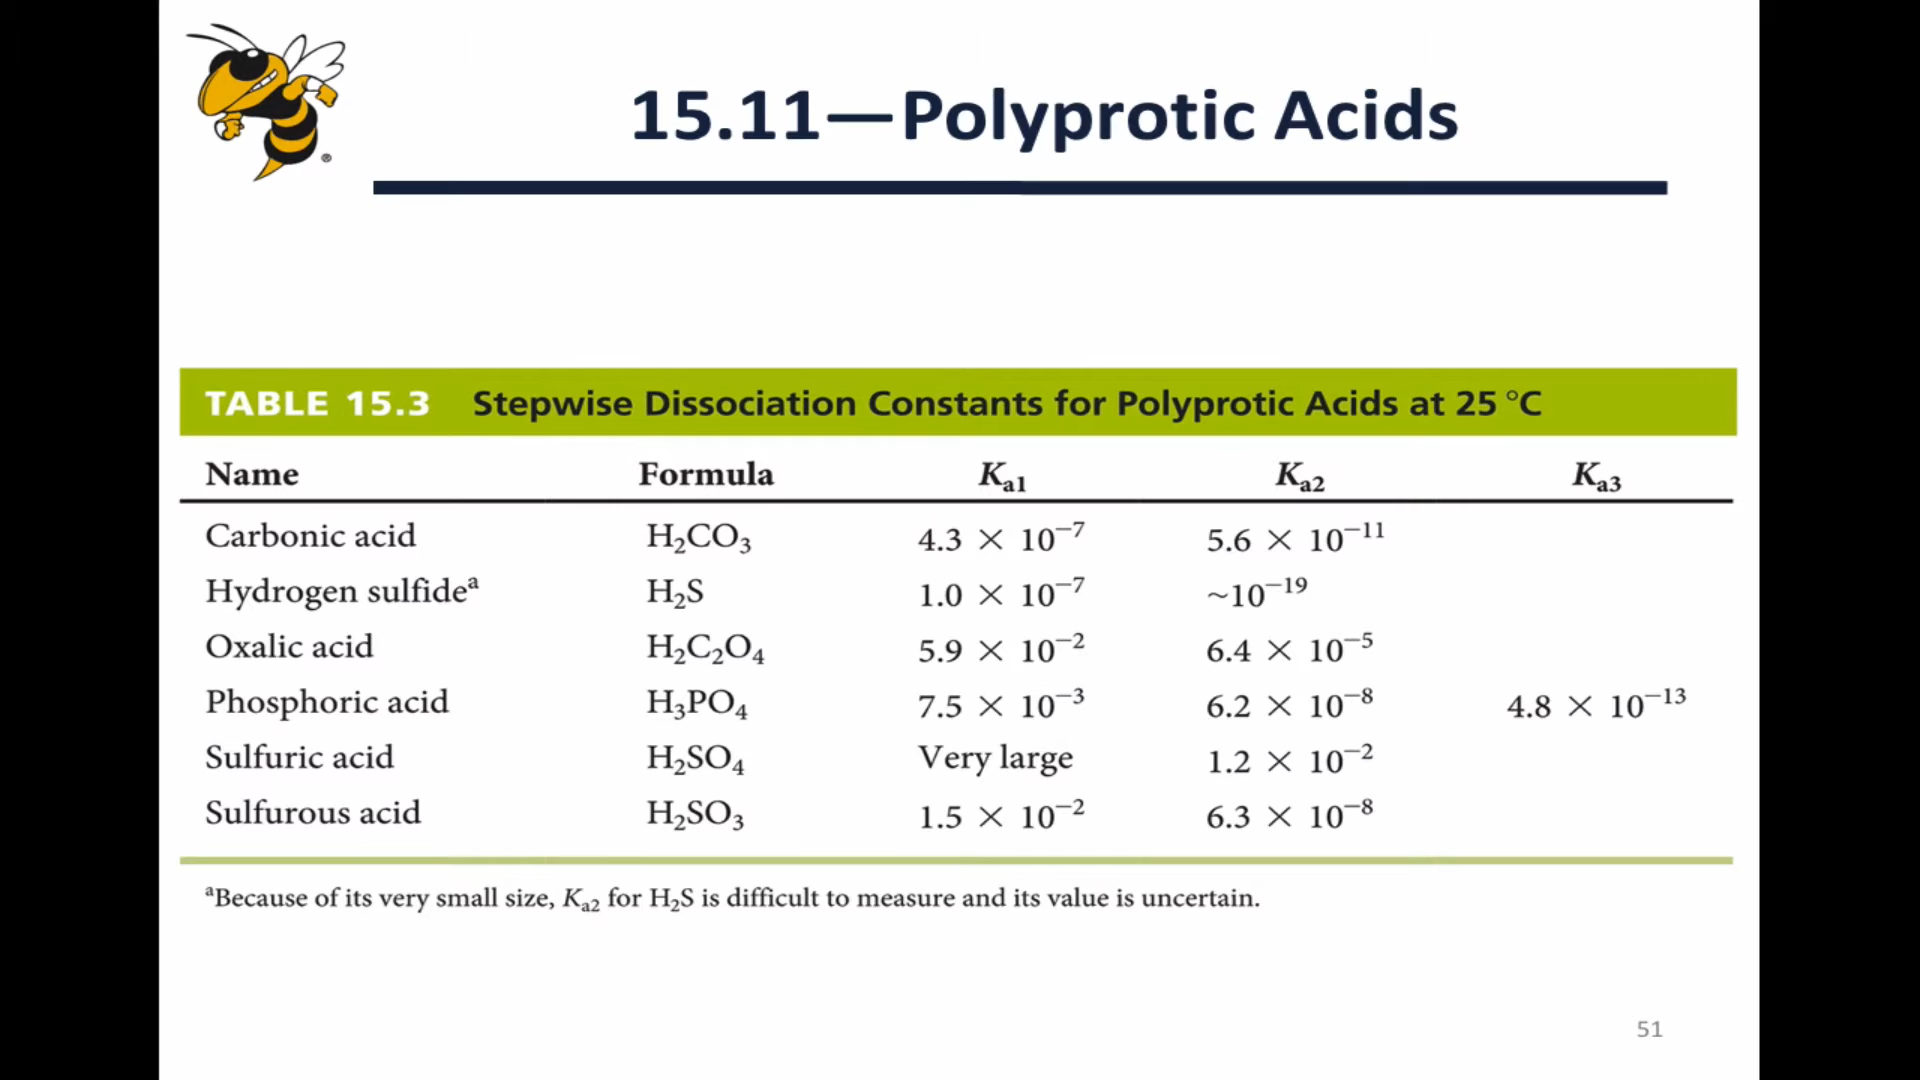 15.11—Polyprotic Acids
®
TABLE 15.3 Stepwise Dissociation Constants for Polyprotic Acids at 25 °C
Name Formula Kₐ₁ Kₐ₂ Kₐ₃
Carbonic acid H₂CO₃ 4.3 × 10⁻⁷ 5.6 × 10⁻¹¹
Hydrogen sulfideᵃ H₂S 1.0 × 10⁻⁷ ~10⁻¹⁹
Oxalic acid H₂C₂O₄ 5.9 × 10⁻² 6.4 × 10⁻⁵
Phosphoric acid H₃PO₄ 7.5 × 10⁻³ 6.2 × 10⁻⁸ 4.8 × 10⁻¹³
Sulfuric acid H₂SO₄ Very large 1.2 × 10⁻²
Sulfurous acid H₂SO₃ 1.5 × 10⁻² 6.3 × 10⁻⁸
ᵃBecause of its very small size, Kₐ₂ for H₂S is difficult to measure and its value is uncertain.
51